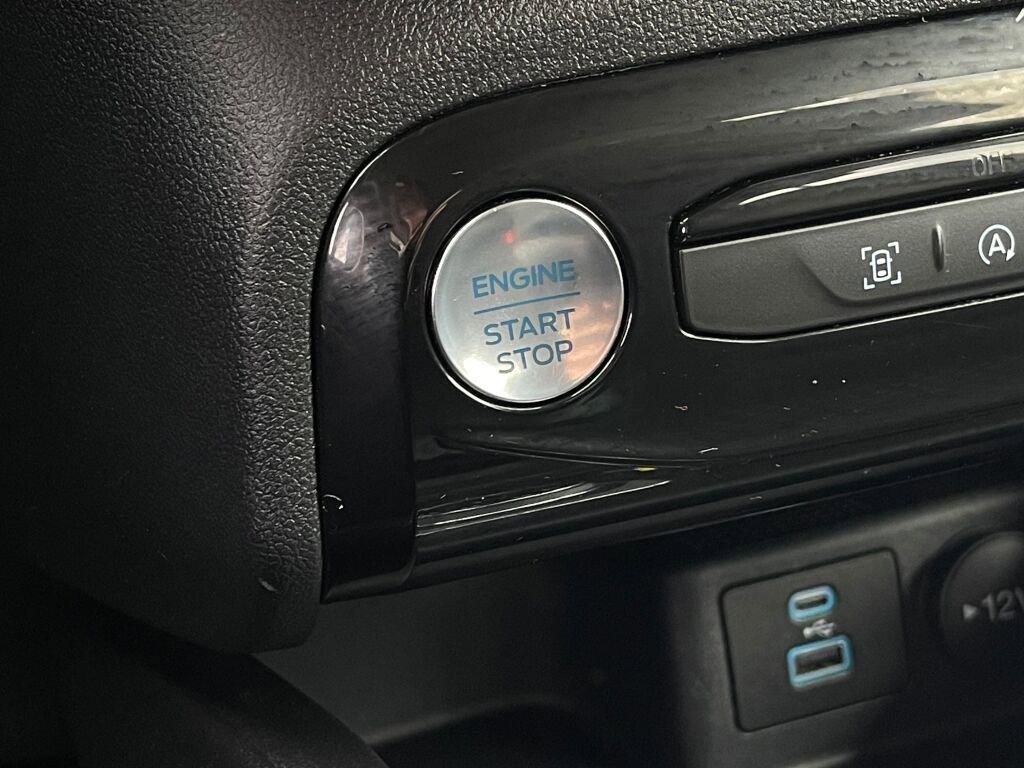 ENGINE
START
STOP
OFF
A
12V